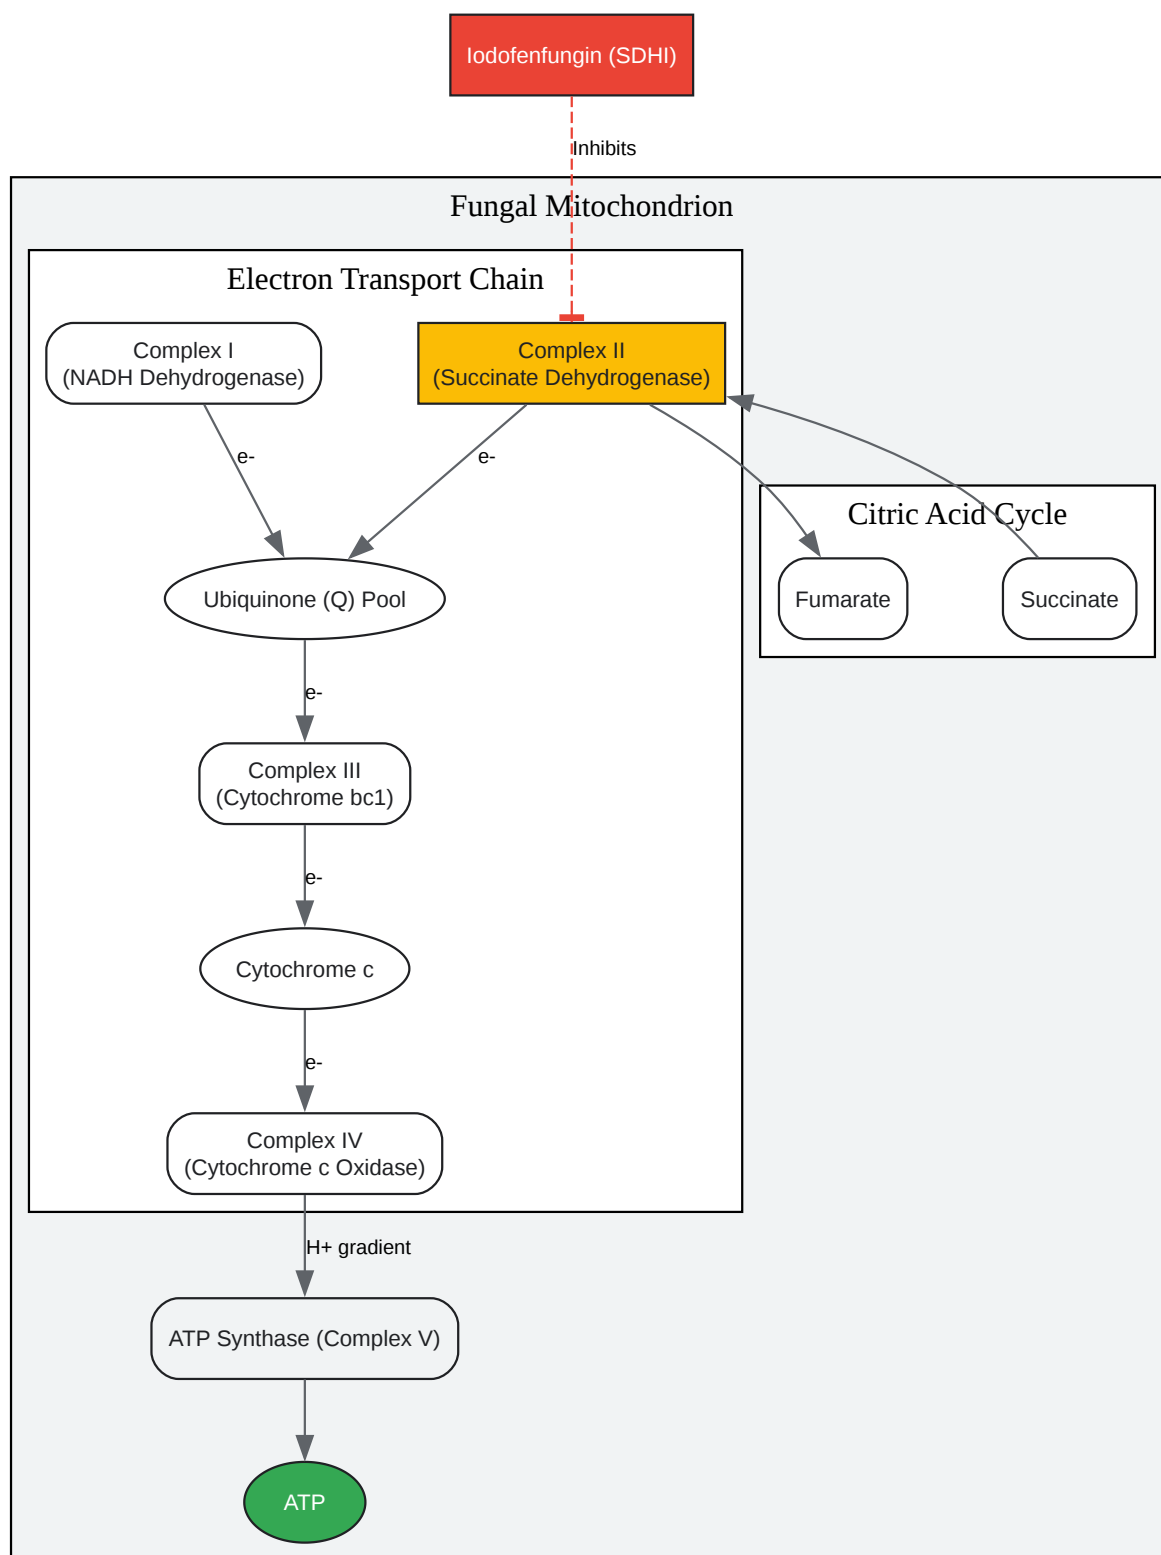 Iodofenfungin (SDHI)
Inhibits
Fungal Mitochondrion
Electron Transport Chain
Complex I
(NADH Dehydrogenase)
Complex II
(Succinate Dehydrogenase)
e-
e-
Citric Acid Cycle
Ubiquinone (Q) Pool
Fumarate
Succinate
e-
Complex III
(Cytochrome bc1)
e-
Cytochrome c
e-
Complex IV
(Cytochrome c Oxidase)
H+ gradient
ATP Synthase (Complex V)
ATP